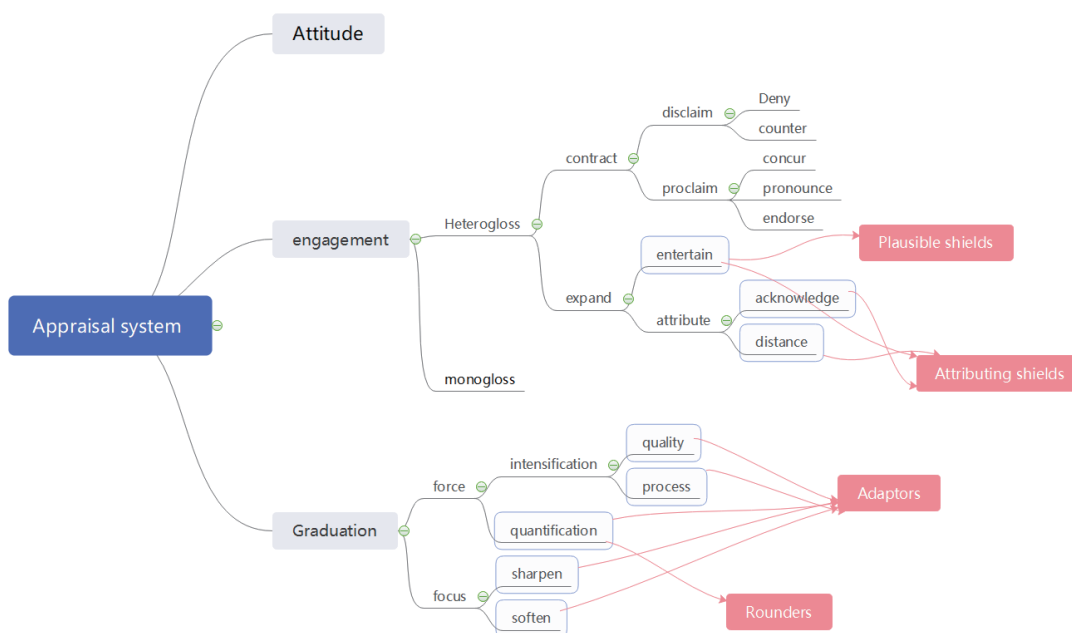 Attitude
Deny
disclaim
counter
contract
concur
proclaim
pronounce
endorse
Heterogloss
engagement
Plausible shields
entertain
expand
acknowledge
attribute
distance
Appraisal system
Attributing shields
monogloss
quality
intensification
process
force
Adaptors
quantification
Graduation
sharpen
focus
soften
Rounders